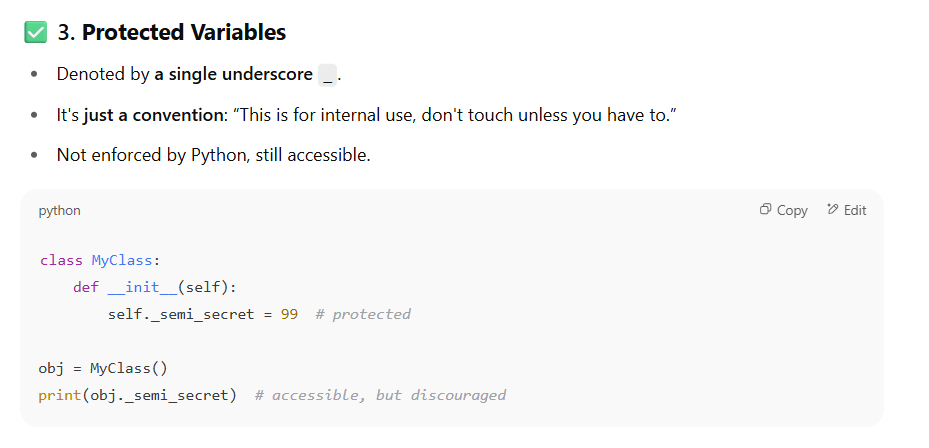 ✅ 3. Protected Variables
• Denoted by a single underscore _.
• It's just a convention: “This is for internal use, don't touch unless you have to.”
• Not enforced by Python, still accessible.
python Copy Edit
class MyClass:
    def __init__(self):
        self._semi_secret = 99  # protected
obj = MyClass()
print(obj._semi_secret)  # accessible, but discouraged